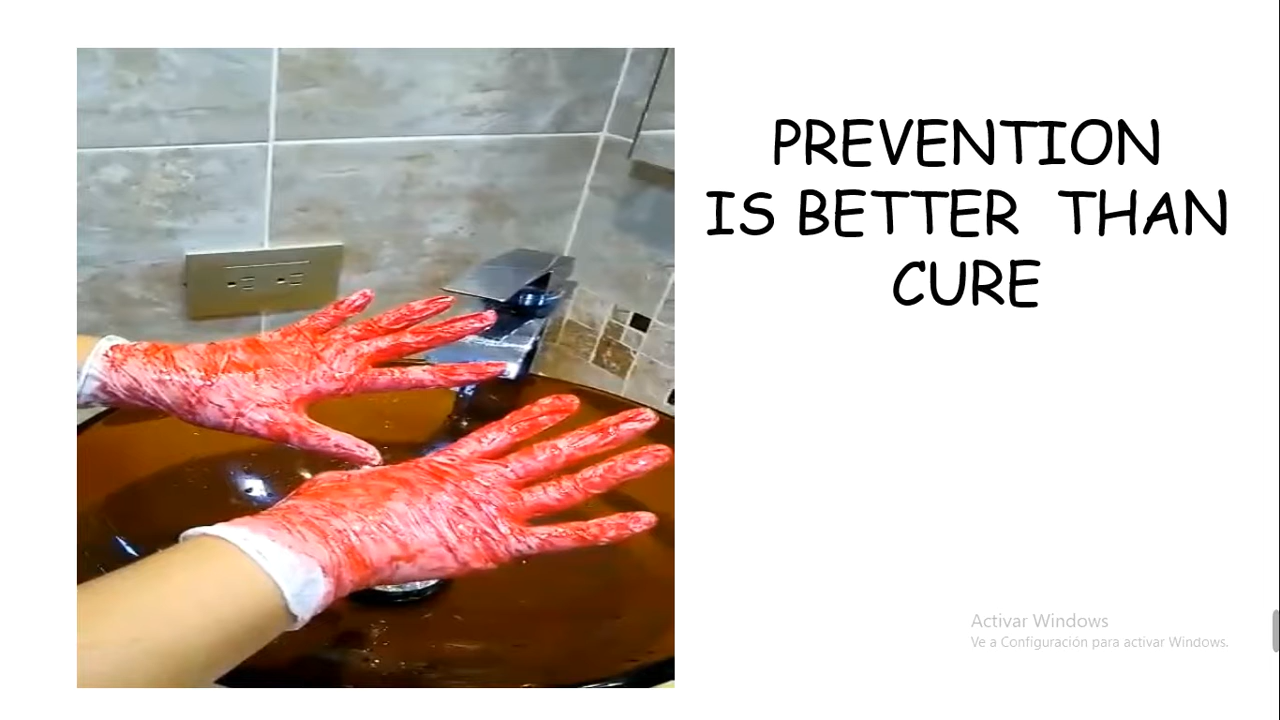 PREVENTION
IS BETTER THAN
CURE
Activar Windows
Ve a Configuración para activar Windows.